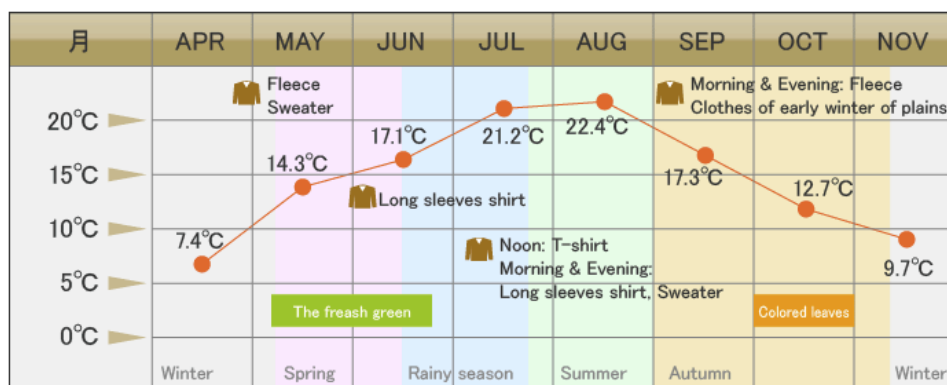 月 APR MAY JUN JUL AUG SEP OCT NOV
Fleece
Sweater
Morning & Evening: Fleece
Clothes of early winter of plains
20℃
15℃
10℃
5℃
0℃
7.4℃
14.3℃
17.1℃
21.2℃
22.4℃
17.3℃
12.7℃
9.7℃
Long sleeves shirt
Noon: T-shirt
Morning & Evening:
Long sleeves shirt, Sweater
The freash green
Colored leaves
Winter Spring Rainy season Summer Autumn Winter